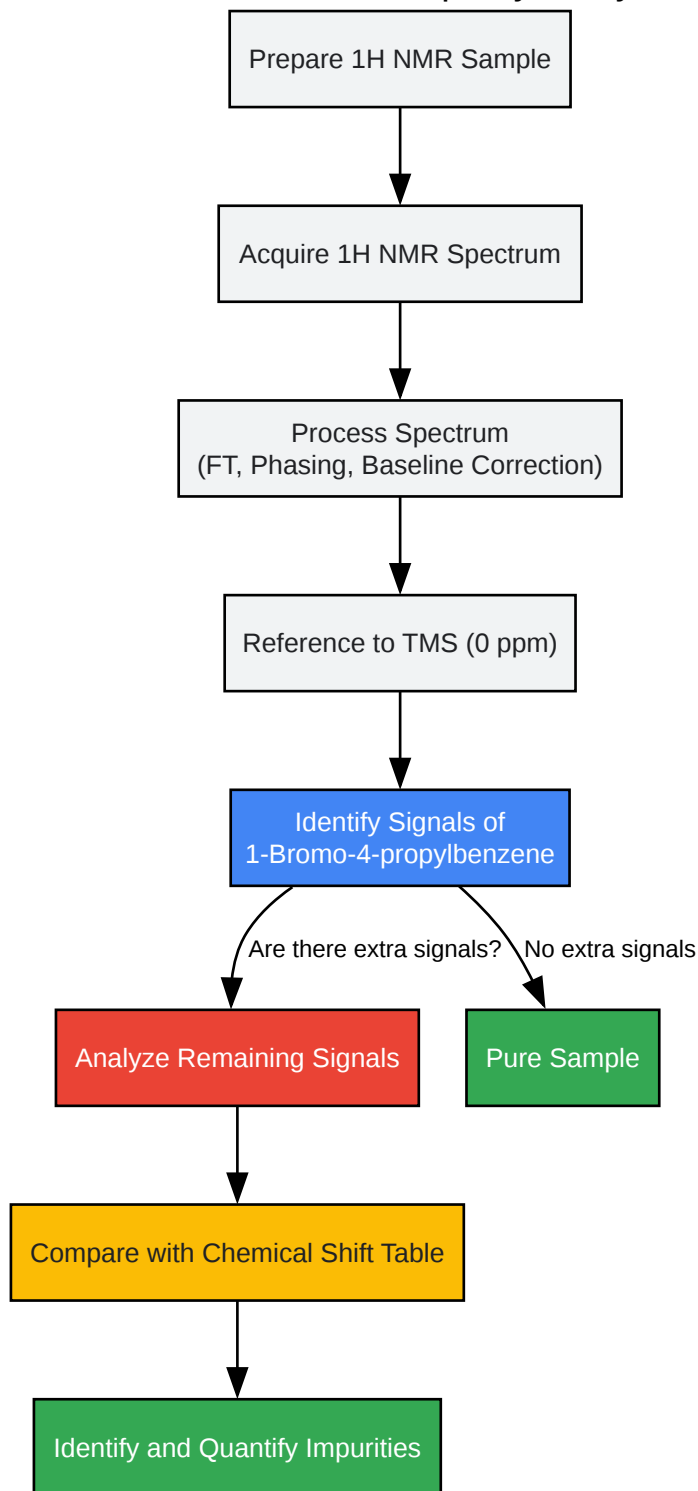 Prepare 1H NMR Sample
Acquire 1H NMR Spectrum
Process Spectrum
(FT, Phasing, Baseline Correction)
Reference to TMS (0 ppm)
Identify Signals of
1-Bromo-4-propylbenzene
Are there extra signals?
No extra signals
Analyze Remaining Signals
Pure Sample
Compare with Chemical Shift Table
Identify and Quantify Impurities